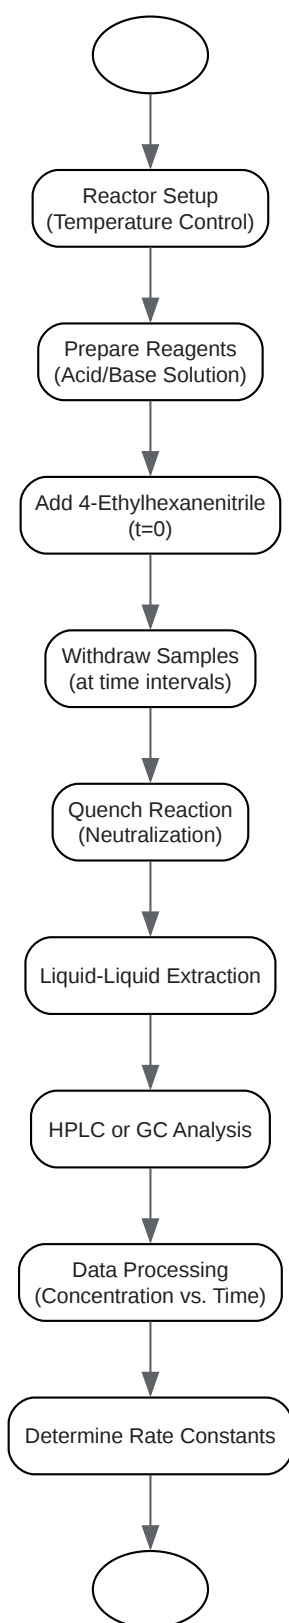 Reactor Setup
(Temperature Control)
Prepare Reagents
(Acid/Base Solution)
Add 4-Ethylhexanenitrile
(t=0)
Withdraw Samples
(at time intervals)
Quench Reaction
(Neutralization)
Liquid-Liquid Extraction
HPLC or GC Analysis
Data Processing
(Concentration vs. Time)
Determine Rate Constants